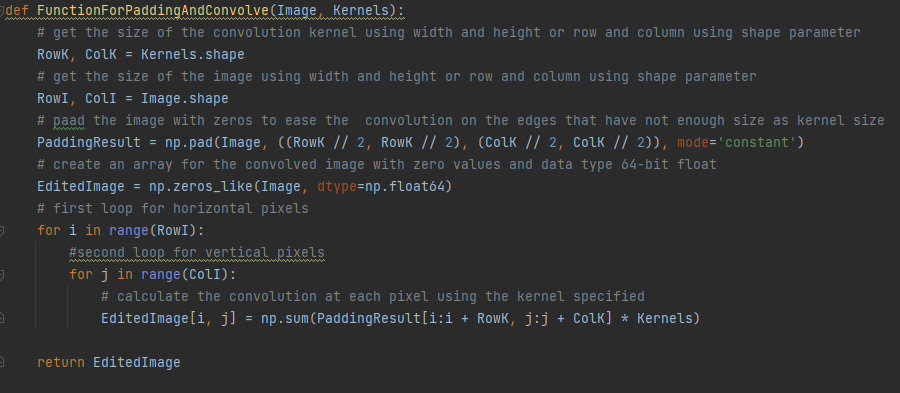 def FunctionForPaddingAndConvolve(Image, Kernels):
    # get the size of the convolution kernel using width and height or row and column using shape parameter
    RowK, ColK = Kernels.shape
    # get the size of the image using width and height or row and column using shape parameter
    RowI, ColI = Image.shape
    # paad the image with zeros to ease the  convolution on the edges that have not enough size as kernel size
    PaddingResult = np.pad(Image, ((RowK // 2, RowK // 2), (ColK // 2, ColK // 2)), mode='constant')
    # create an array for the convolved image with zero values and data type 64-bit float
    EditedImage = np.zeros_like(Image, dtype=np.float64)
    # first loop for horizontal pixels
    for i in range(RowI):
        #second loop for vertical pixels
        for j in range(ColI):
            # calculate the convolution at each pixel using the kernel specified
            EditedImage[i, j] = np.sum(PaddingResult[i:i + RowK, j:j + ColK] * Kernels)
    return EditedImage